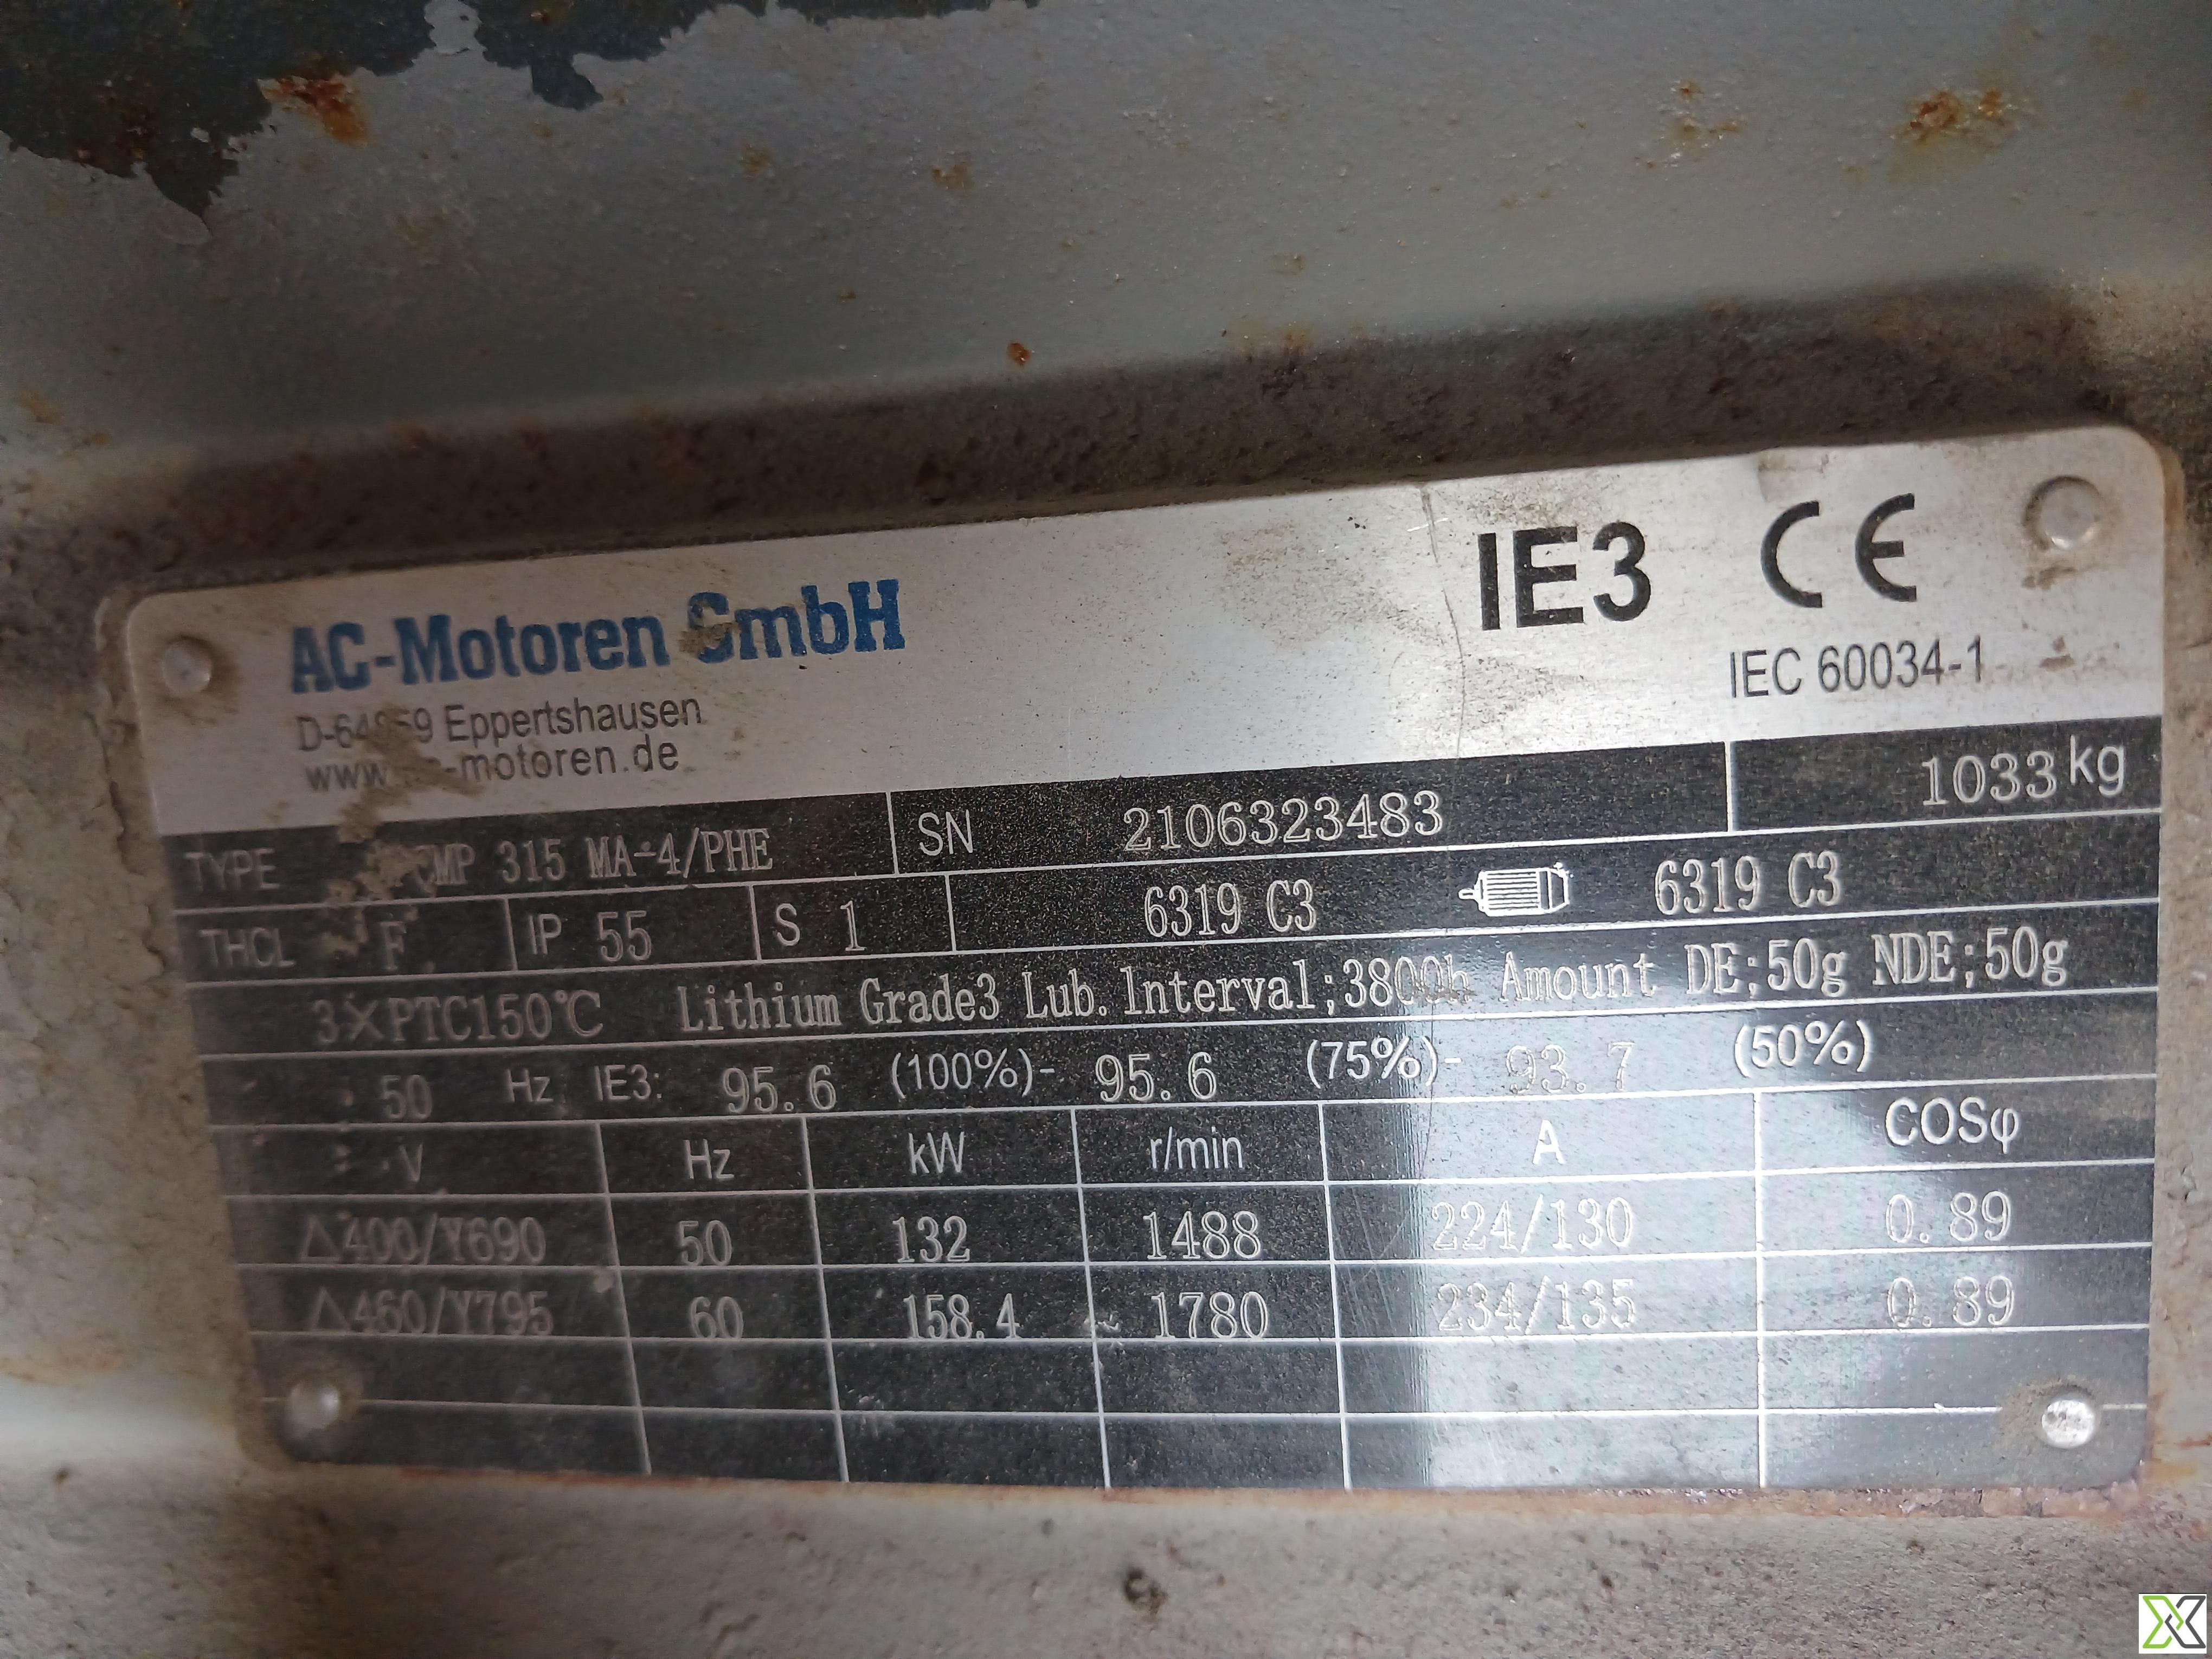 AC-Motoren GmbH
IE3 CE
IEC 60034-1
Eppertshausen
1033 kg
TYPE 315 MA-4/PHE SN 2106323483
THCL F IP 55 S 1 6319 C3 6319 C3
3×PTC150℃ Lithium Grade3 Lub. Interval;3800h Amount DE;50g NDE;50g
50 Hz IE3: 95.6 (100%)- 95.6 (75%)- 93.7 (50%)
V Hz kW r/min A COSφ
△400/Y690 50 132 1488 224/130 0.89
△460/Y795 60 158.4 1780 234/135 0.89